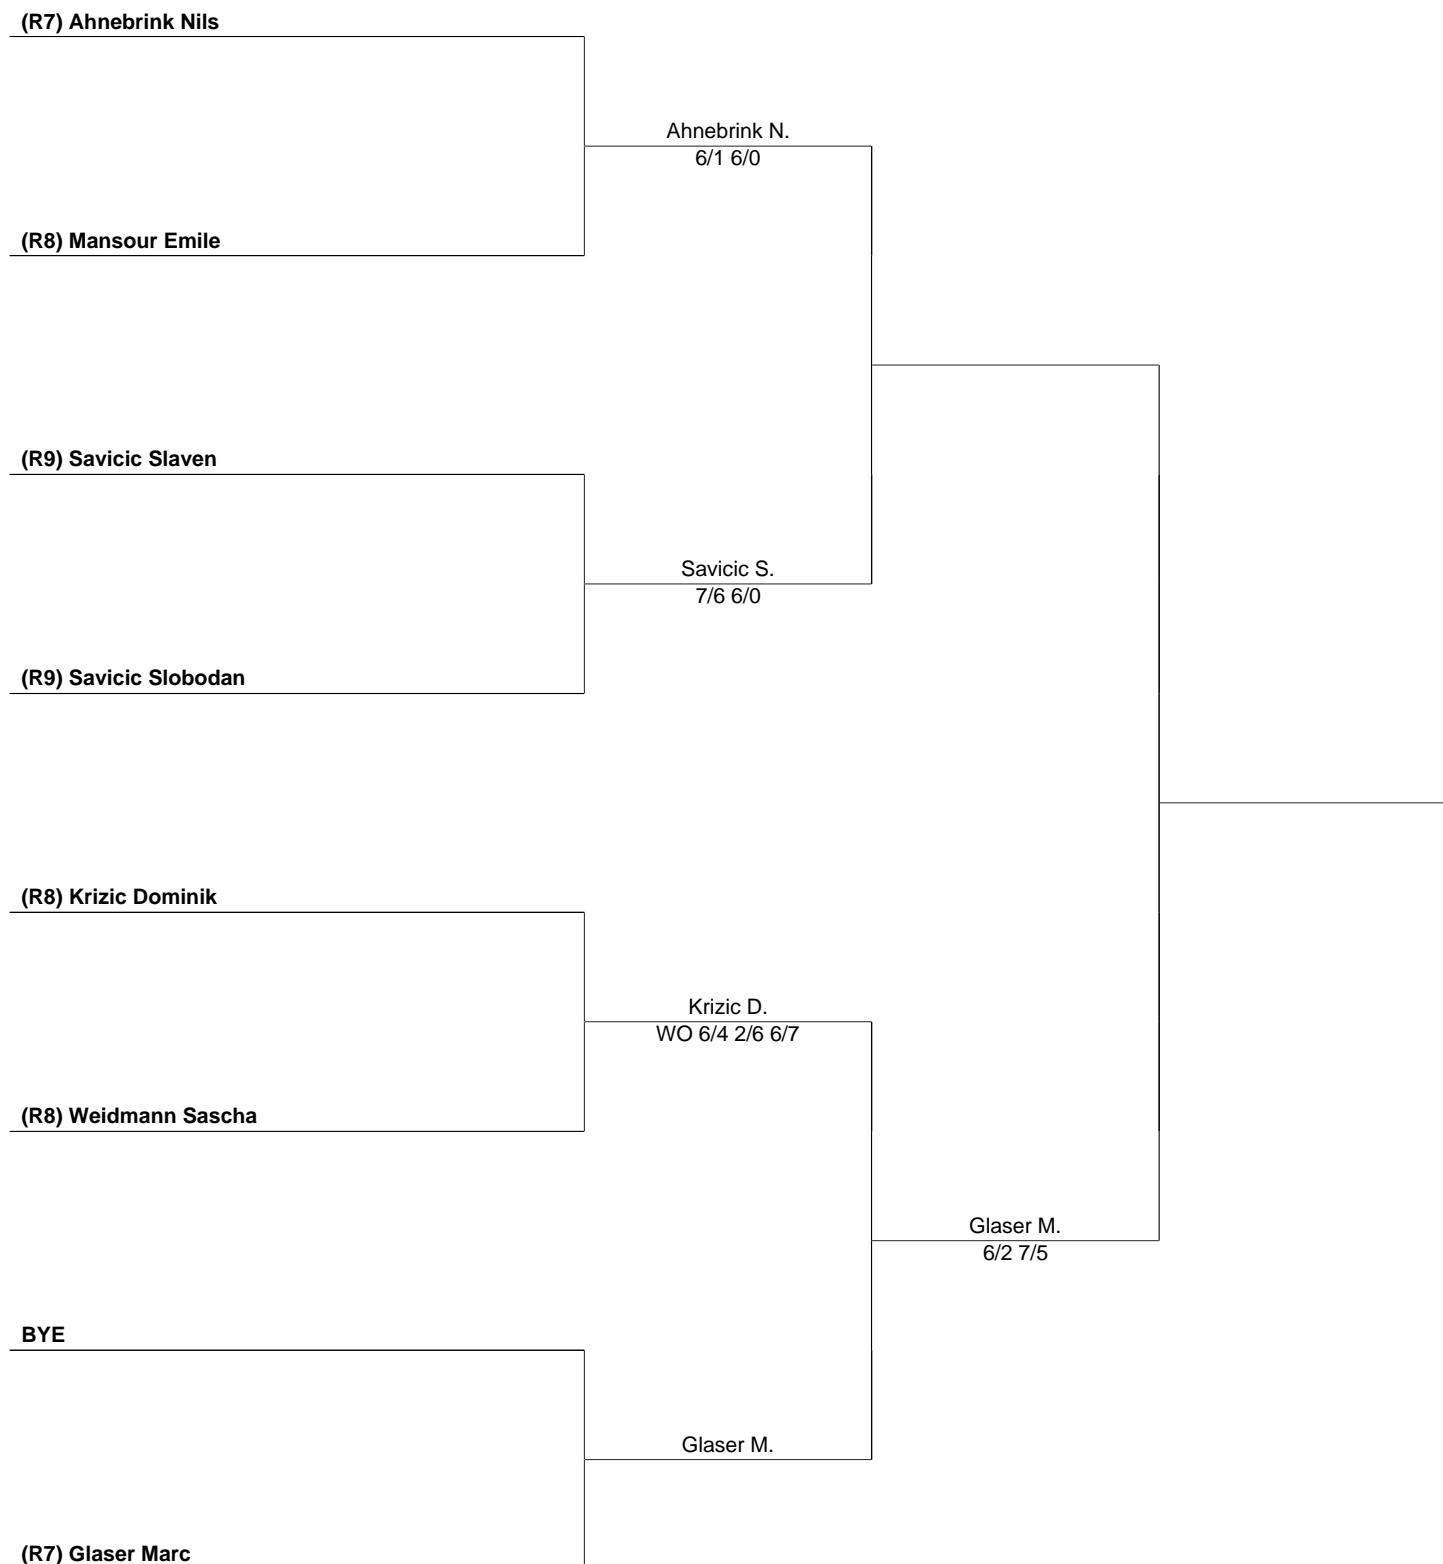 (R7) Ahnebrink Nils
Ahnebrink N.
6/1 6/0
(R8) Mansour Emile
(R9) Savicic Slaven
Savicic S.
7/6 6/0
(R9) Savicic Slobodan
(R8) Krizic Dominik
Krizic D.
WO 6/4 2/6 6/7
(R8) Weidmann Sascha
Glaser M.
6/2 7/5
BYE
Glaser M.
(R7) Glaser Marc